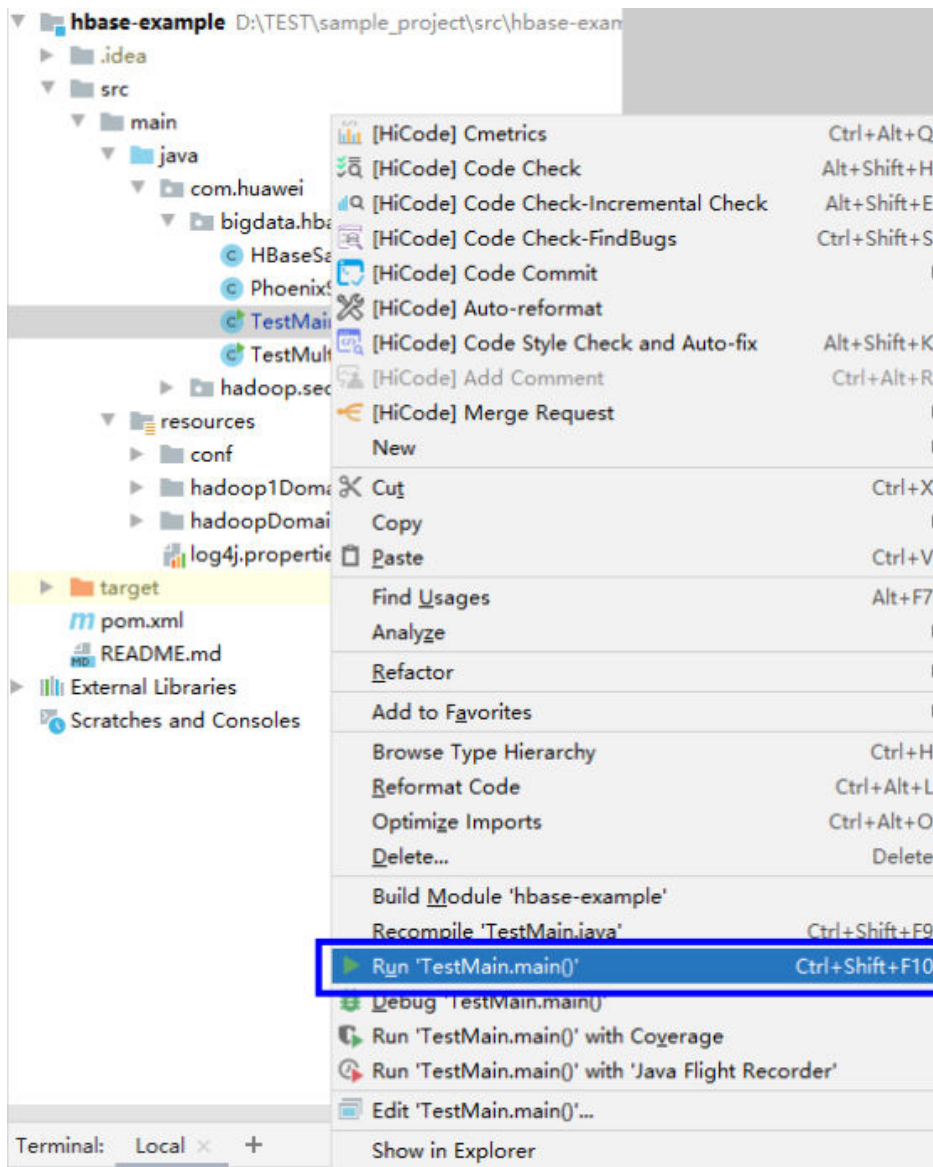 hbase-example D:\TEST\sample_project\src\hbase-exam
.idea
src
main
java
com.huawei
bigdata.hba
HBaseSa
PhoenixS
TestMain
TestMult
hadoop.sec
resources
conf
hadoop1Doma
hadoopDomai
log4j.propertie
target
pom.xml
MD README.md
External Libraries
Scratches and Consoles
[HiCode] Cmetrics Ctrl+Alt+Q
[HiCode] Code Check Alt+Shift+H
[HiCode] Code Check-Incremental Check Alt+Shift+E
[HiCode] Code Check-FindBugs Ctrl+Shift+S
[HiCode] Code Commit
[HiCode] Auto-reformat
[HiCode] Code Style Check and Auto-fix Alt+Shift+K
[HiCode] Add Comment Ctrl+Alt+R
[HiCode] Merge Request
New
Cut Ctrl+X
Copy
Paste Ctrl+V
Find Usages Alt+F7
Analyze
Refactor
Add to Favorites
Browse Type Hierarchy Ctrl+H
Reformat Code Ctrl+Alt+L
Optimize Imports Ctrl+Alt+O
Delete... Delete
Build Module 'hbase-example'
Recompile 'TestMain.java' Ctrl+Shift+F9
Run 'TestMain.main()' Ctrl+Shift+F10
Debug 'TestMain.main()'
Run 'TestMain.main()' with Coverage
Run 'TestMain.main()' with 'Java Flight Recorder'
Edit 'TestMain.main()'...
Show in Explorer
Terminal: Local × +